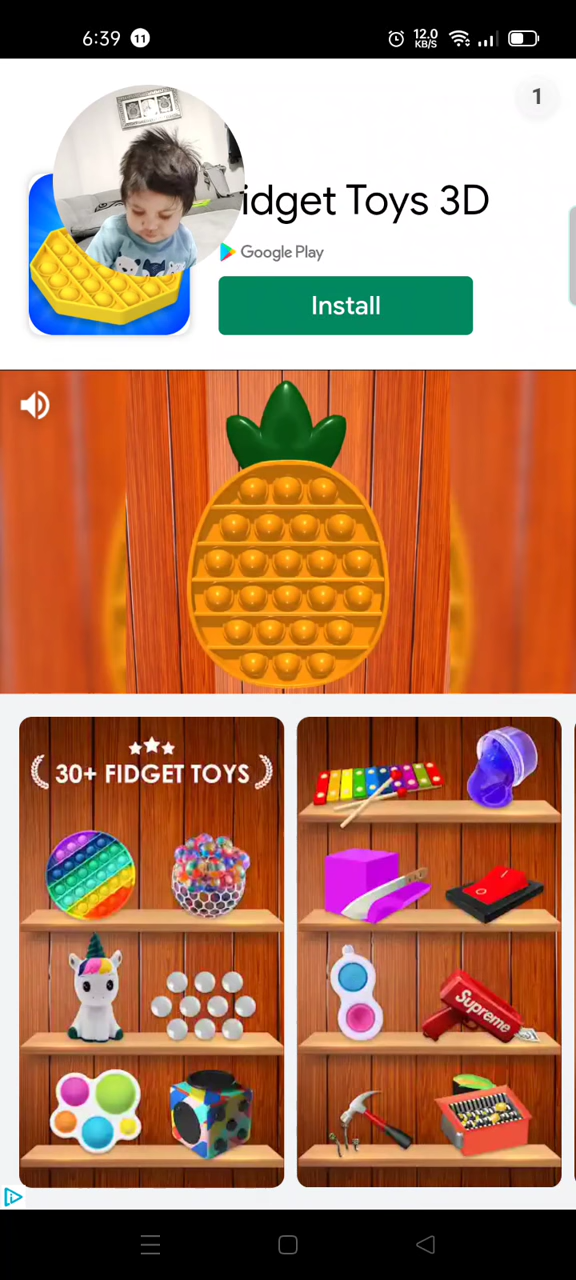 6:39
11
12.0
KB/S
1
idget Toys 3D
Google Play
Install
30+ FIDGET TOYS
Supreme